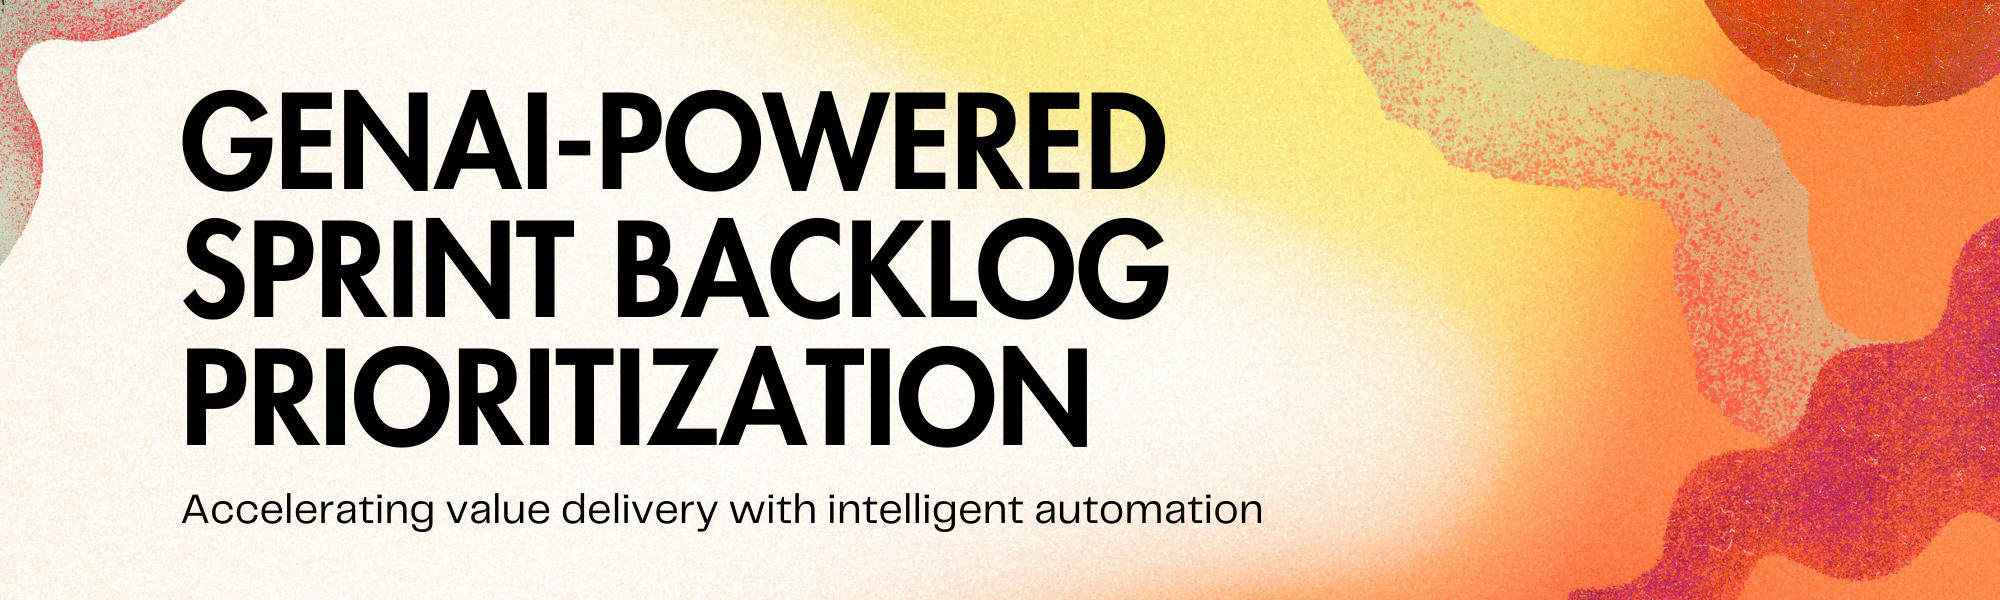 GENAI-POWERED
SPRINT BACKLOG
PRIORITIZATION
Accelerating value delivery with intelligent automation